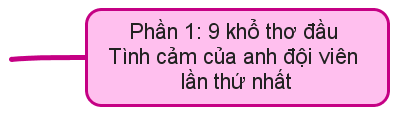 Phần 1: 9 khổ thơ đầu
Tình cảm của anh đội viên
lần thứ nhất